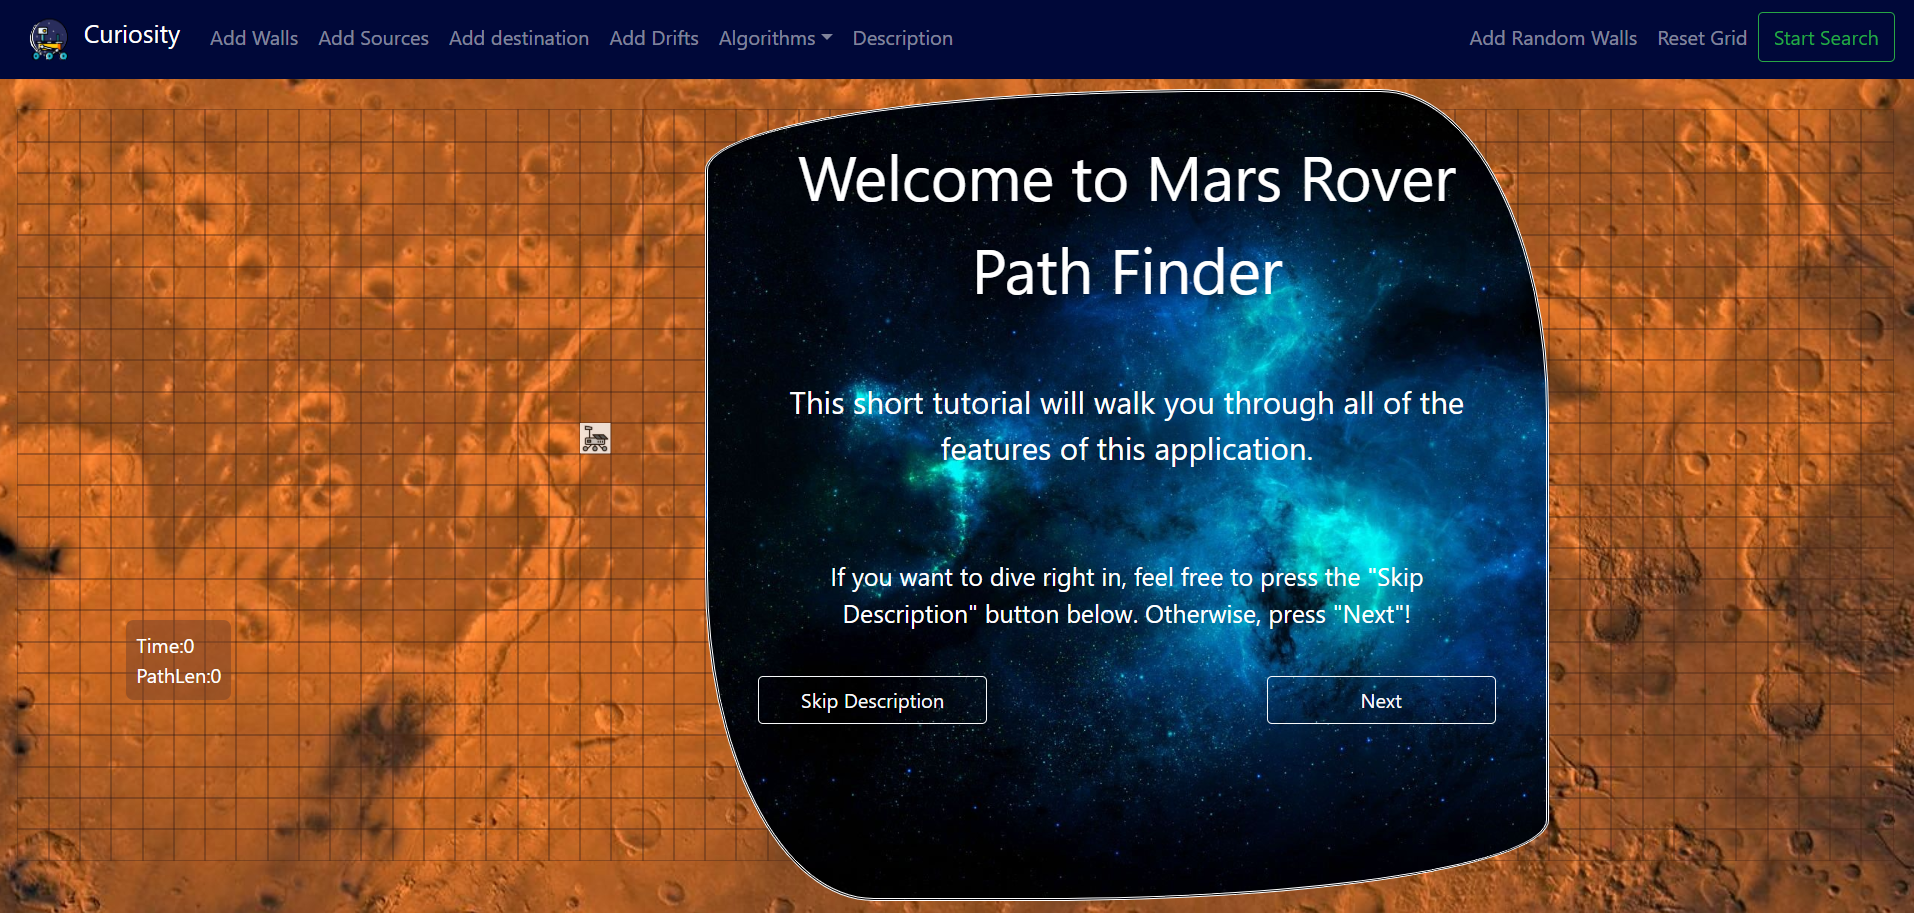 Curiosity Add Walls Add Sources Add destination Add Drifts Algorithms Description Add Random Walls Reset Grid Start Search
Welcome to Mars Rover
Path Finder
This short tutorial will walk you through all of the
features of this application.
If you want to dive right in, feel free to press the "Skip
Description" button below. Otherwise, press "Next"!
Time:0
PathLen:0
Skip Description Next